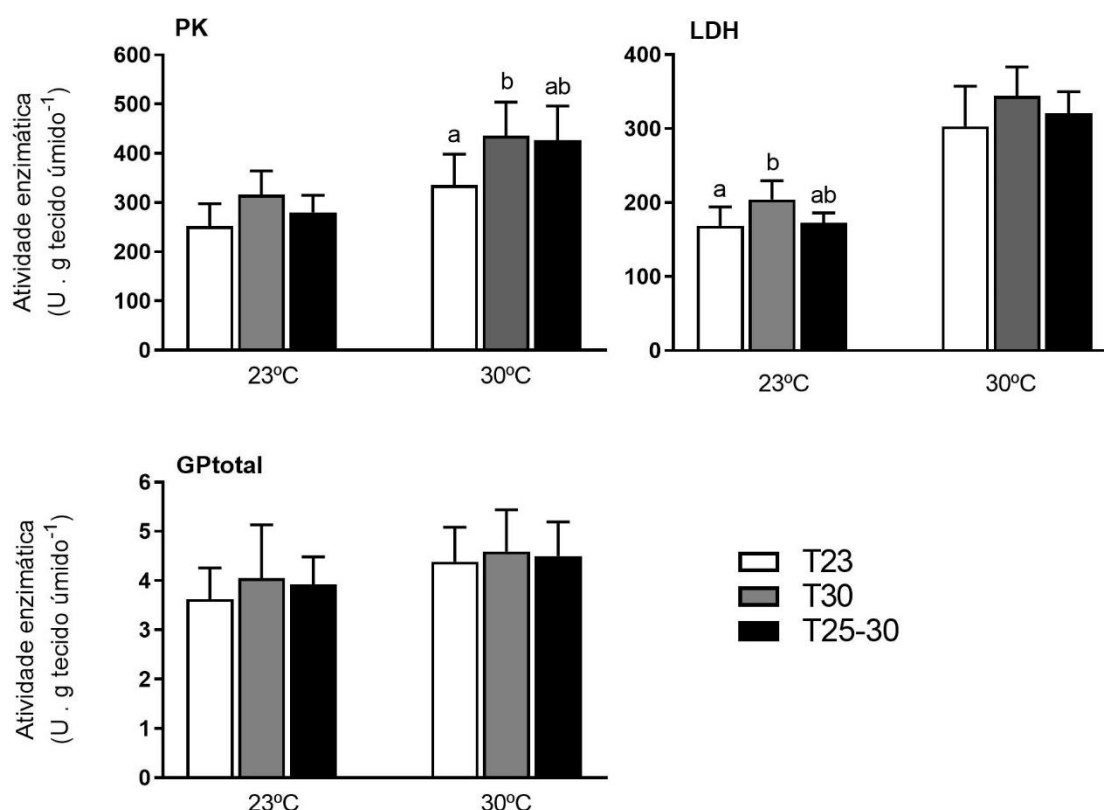 PK
Atividade enzimática
(U . g tecido úmido⁻¹)
600
500
400
300
200
100
0
a
b
ab
23ºC
30ºC
LDH
400
300
200
100
0
a
b
ab
23ºC
30ºC
GPtotal
Atividade enzimática
(U . g tecido úmido⁻¹)
6
5
4
3
2
1
0
23ºC
30ºC
T23
T30
T25-30